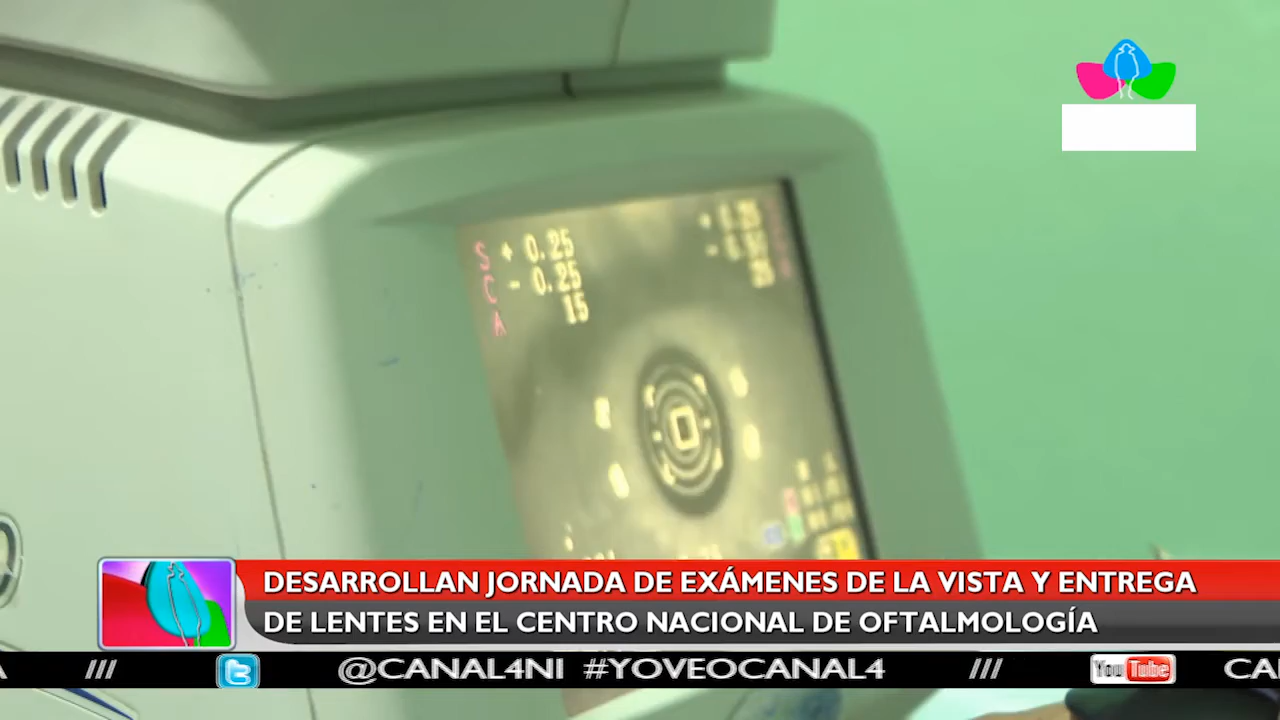 S + 0.25
C - 0.25
A 15
DESARROLLAN JORNADA DE EXÁMENES DE LA VISTA Y ENTREGA
DE LENTES EN EL CENTRO NACIONAL DE OFTALMOLOGÍA
@CANAL4NI #YOVEOCANAL4
YouTube